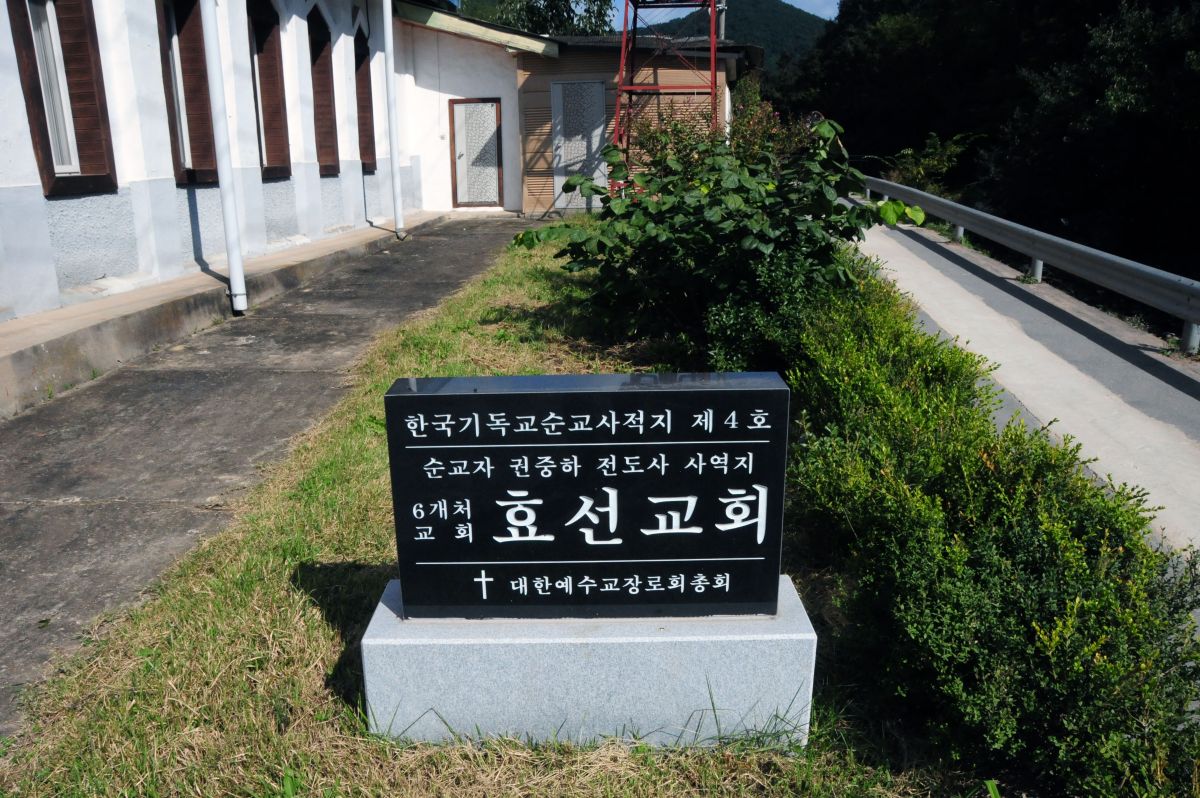 한국기독교순교사적지 제4호
순교자 권중하 전도사 사역지
6개처 교회 효선교회
대한예수교장로회총회